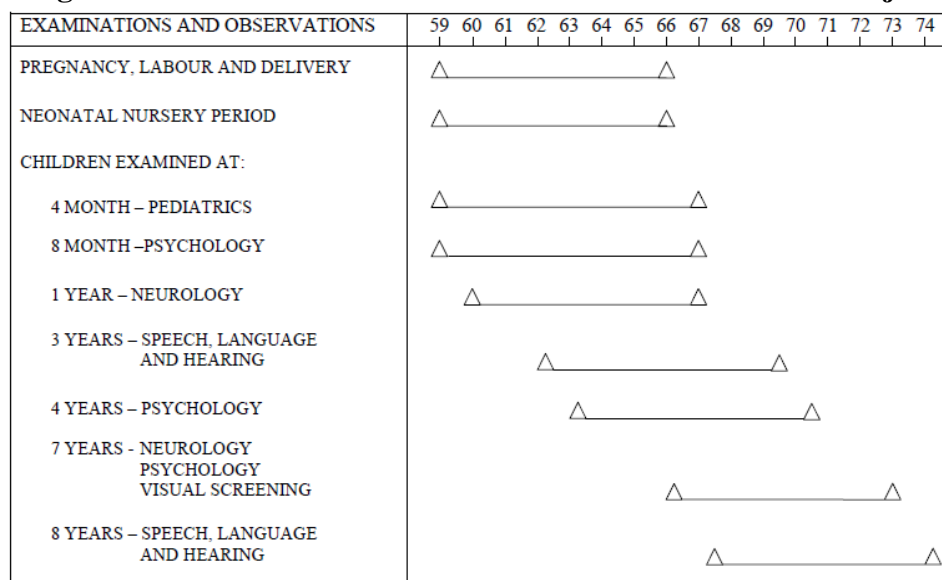 EXAMINATIONS AND OBSERVATIONS 59 60 61 62 63 64 65 66 67 68 69 70 71 72 73 74
PREGNANCY, LABOUR AND DELIVERY
NEONATAL NURSERY PERIOD
CHILDREN EXAMINED AT:
4 MONTH – PEDIATRICS
8 MONTH –PSYCHOLOGY
1 YEAR – NEUROLOGY
3 YEARS – SPEECH, LANGUAGE
AND HEARING
4 YEARS – PSYCHOLOGY
7 YEARS - NEUROLOGY
PSYCHOLOGY
VISUAL SCREENING
8 YEARS – SPEECH, LANGUAGE
AND HEARING